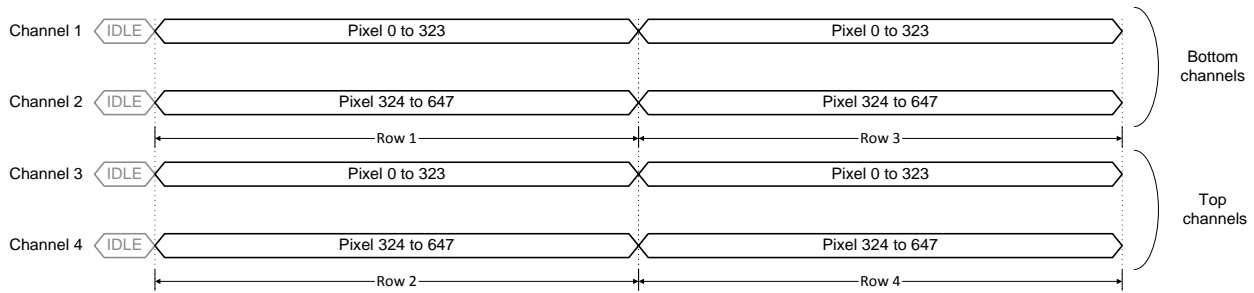 Channel 1 IDLE Pixel 0 to 323 Pixel 0 to 323
Bottom
channels
Channel 2 IDLE Pixel 324 to 647 Pixel 324 to 647
Row 1 Row 3
Channel 3 IDLE Pixel 0 to 323 Pixel 0 to 323
Top
channels
Channel 4 IDLE Pixel 324 to 647 Pixel 324 to 647
Row 2 Row 4